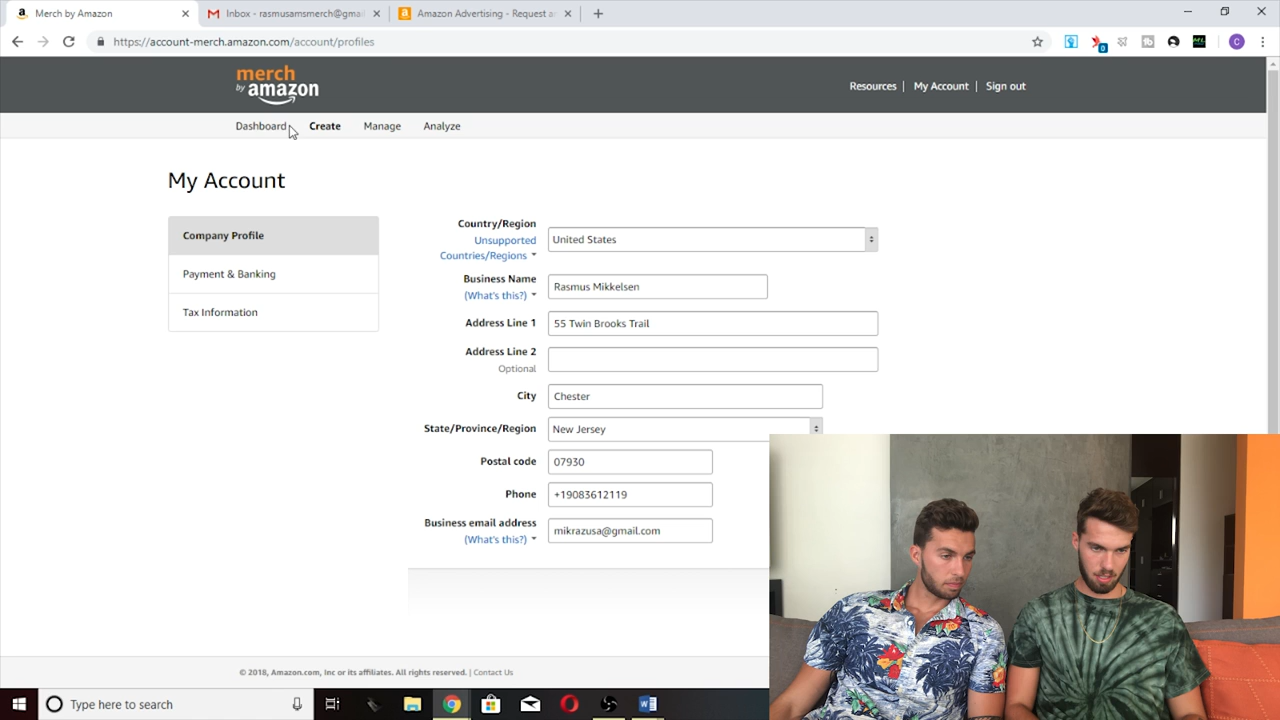 Merch by Amazon
Inbox - rasmusamsmerch@gmai
Amazon Advertising - Request a
https://account-merch.amazon.com/account/profiles
0
ML
C
merch
by amazon
Resources | My Account | Sign out
Dashboard Create Manage Analyze
My Account
Company Profile
Payment & Banking
Tax Information
Country/Region
Unsupported
Countries/Regions
United States
Business Name
(What's this?)
Rasmus Mikkelsen
Address Line 1
55 Twin Brooks Trail
Address Line 2
Optional
City
Chester
State/Province/Region
New Jersey
Postal code
07930
Phone
+19083612119
Business email address
(What's this?)
mikrazusa@gmail.com
© 2018, Amazon.com, Inc or its affiliates. All rights reserved. | Contact Us
Type here to search